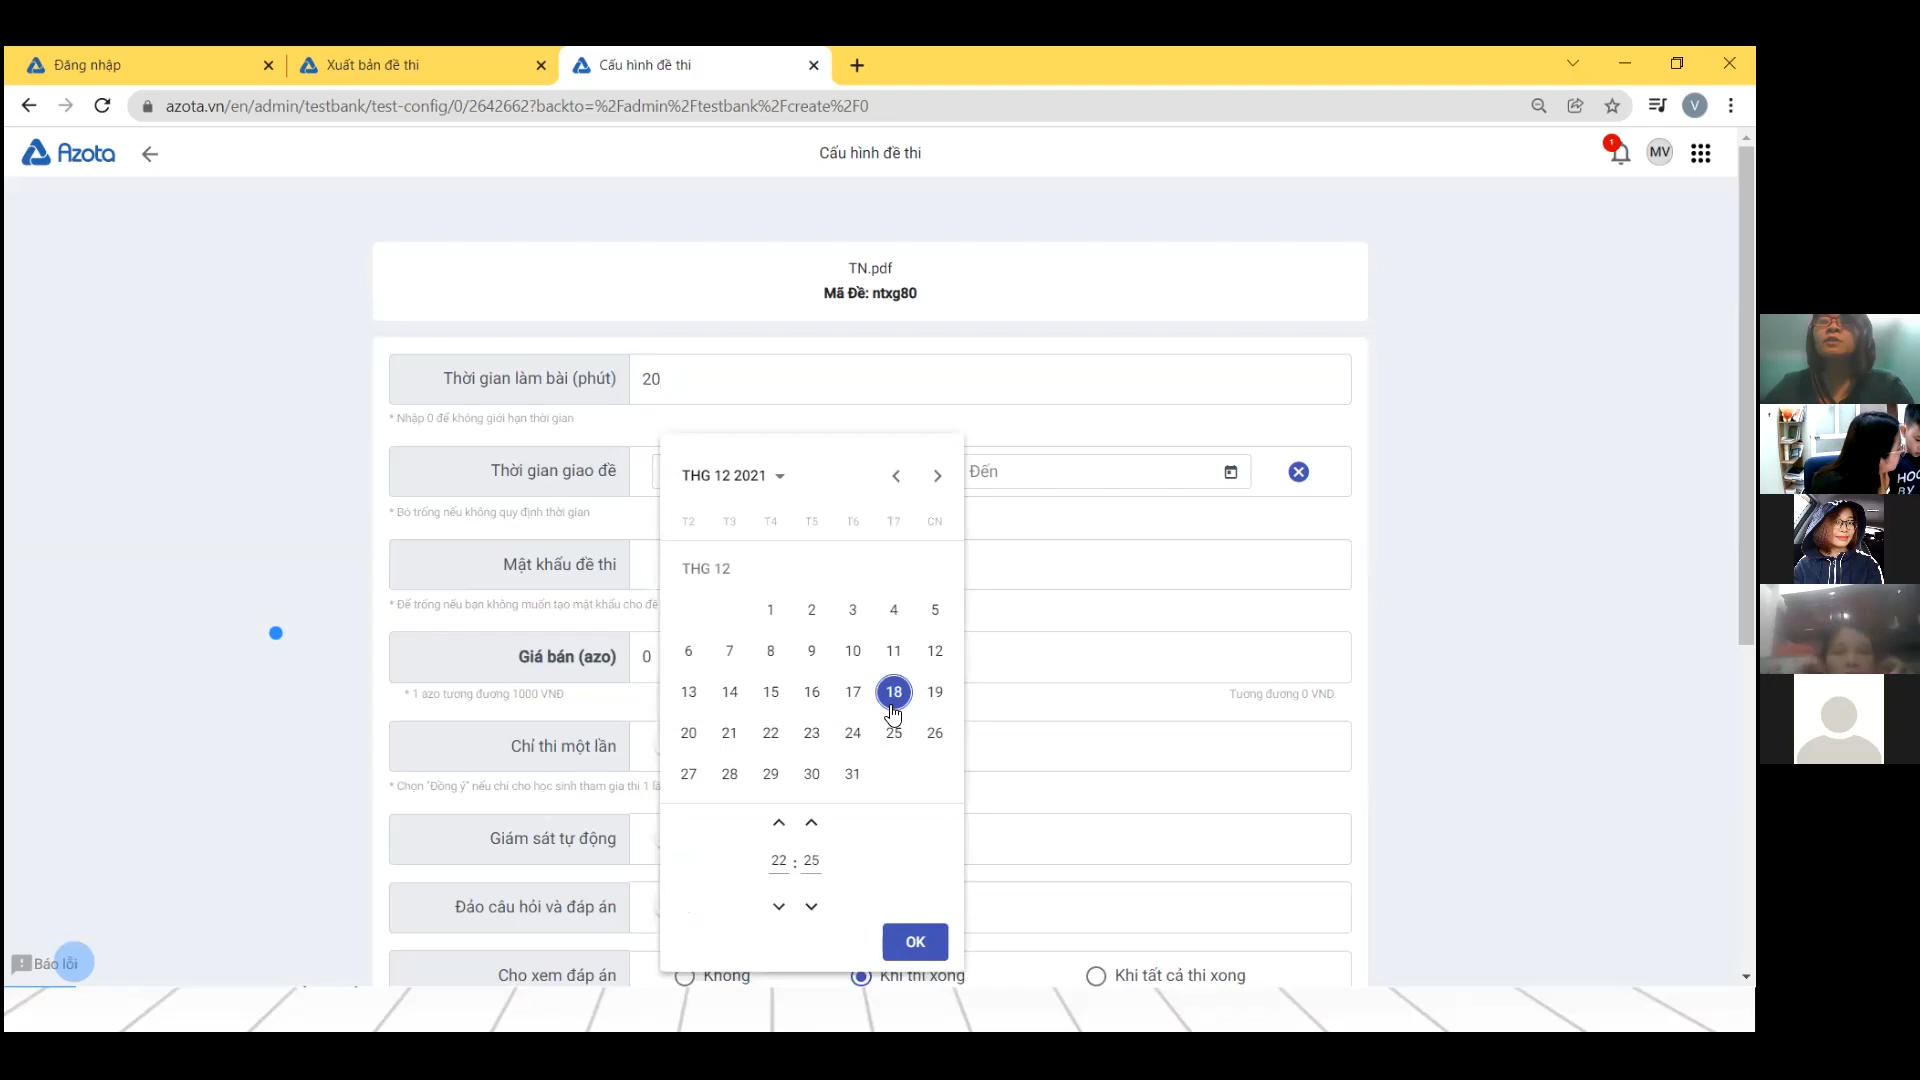 Đăng nhập
Xuất bản đề thi
Cấu hình đề thi
azota.vn/en/admin/testbank/test-config/0/2642662?backto=%2Fadmin%2Ftestbank%2Fcreate%2F0
V
Azota
Cấu hình đề thi
1
MV
TN.pdf
Mã Đề: ntxg80
Thời gian làm bài (phút)
20
* Nhập 0 để không giới hạn thời gian
Thời gian giao đề
Đến
* Bỏ trống nếu không quy định thời gian
THG 12 2021
T2 T3 T4 T5 T6 T7 CN
THG 12
1 2 3 4 5
6 7 8 9 10 11 12
13 14 15 16 17 18 19
20 21 22 23 24 25 26
27 28 29 30 31
22 : 25
OK
Mật khẩu đề thi
* Để trống nếu bạn không muốn tạo mật khẩu cho đề
Giá bán (azo)
0
* 1 azo tương đương 1000 VNĐ
Tương đương 0 VNĐ.
Chỉ thi một lần
* Chọn "Đồng ý" nếu chỉ cho học sinh tham gia thi 1
Giám sát tự động
Đảo câu hỏi và đáp án
Cho xem đáp án
Không
Khi thi xong
Khi tất cả thi xong
Báo lỗi
HOO
BY